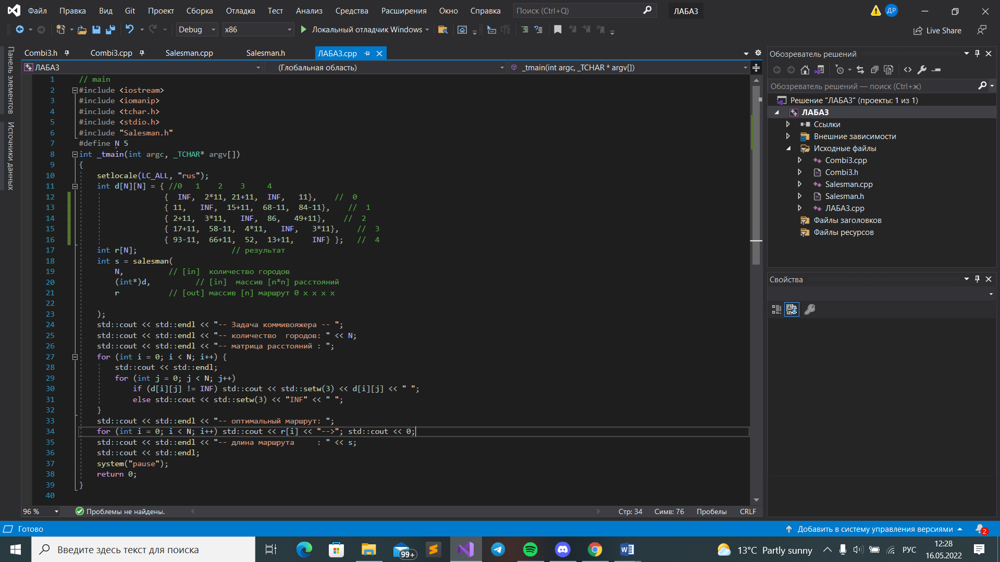 Файл Правка Вид Git Проект Сборка Отладка Тест Анализ Средства Расширения Окно Справка Поиск (Ctrl+Q) ЛАБА3 ДР
Debug x86 Локальный отладчик Windows Live Share
Панель элементов
Источники данных
Combi3.h Combi3.cpp Salesman.cpp Salesman.h ЛАБА3.cpp
ЛАБА3 (Глобальная область) _tmain(int argc, _TCHAR * argv[])
1 // main
2 #include <iostream>
3 #include <iomanip>
4 #include <tchar.h>
5 #include <stdio.h>
6 #include "Salesman.h"
7 #define N 5
8 int _tmain(int argc, _TCHAR* argv[])
9 {
10 setlocale(LC_ALL, "rus");
11 int d[N][N] = { //0 1 2 3 4
12 { INF, 2*11, 21+11, INF, 11}, // 0
13 { 11, INF, 15+11, 68-11, 84-11}, // 1
14 { 2+11, 3*11, INF, 86, 49+11}, // 2
15 { 17+11, 58-11, 4*11, INF, 3*11}, // 3
16 { 93-11, 66+11, 52, 13+11, INF} }; // 4
17 int r[N]; // результат
18 int s = salesman(
19 N, // [in] количество городов
20 (int*)d, // [in] массив [n*n] расстояний
21 r // [out] массив [n] маршрут 0 x x x x
22
23 );
24 std::cout << std::endl << "-- Задача коммивояжера -- ";
25 std::cout << std::endl << "-- количество городов: " << N;
26 std::cout << std::endl << "-- матрица расстояний : ";
27 for (int i = 0; i < N; i++) {
28 std::cout << std::endl;
29 for (int j = 0; j < N; j++)
30 if (d[i][j] != INF) std::cout << std::setw(3) << d[i][j] << " ";
31 else std::cout << std::setw(3) << "INF" << " ";
32 }
33 std::cout << std::endl << "-- оптимальный маршрут: ";
34 for (int i = 0; i < N; i++) std::cout << r[i] << "-->"; std::cout << 0;
35 std::cout << std::endl << "-- длина маршрута : " << s;
36 std::cout << std::endl;
37 system("pause");
38 return 0;
39 }
40
96 % Проблемы не найдены. Стр: 34 Симв: 76 Пробелы CRLF
Обозреватель решений
Обозреватель решений — поиск (Ctrl+ж)
Решение "ЛАБА3" (проекты: 1 из 1)
ЛАБА3
Ссылки
Внешние зависимости
Исходные файлы
Combi3.cpp
Combi3.h
Salesman.cpp
Salesman.h
ЛАБА3.cpp
Файлы заголовков
Файлы ресурсов
Свойства
Готово Добавить в систему управления версиями 2
Введите здесь текст для поиска 99+ 13°C Partly sunny РУС 12:28
16.05.2022